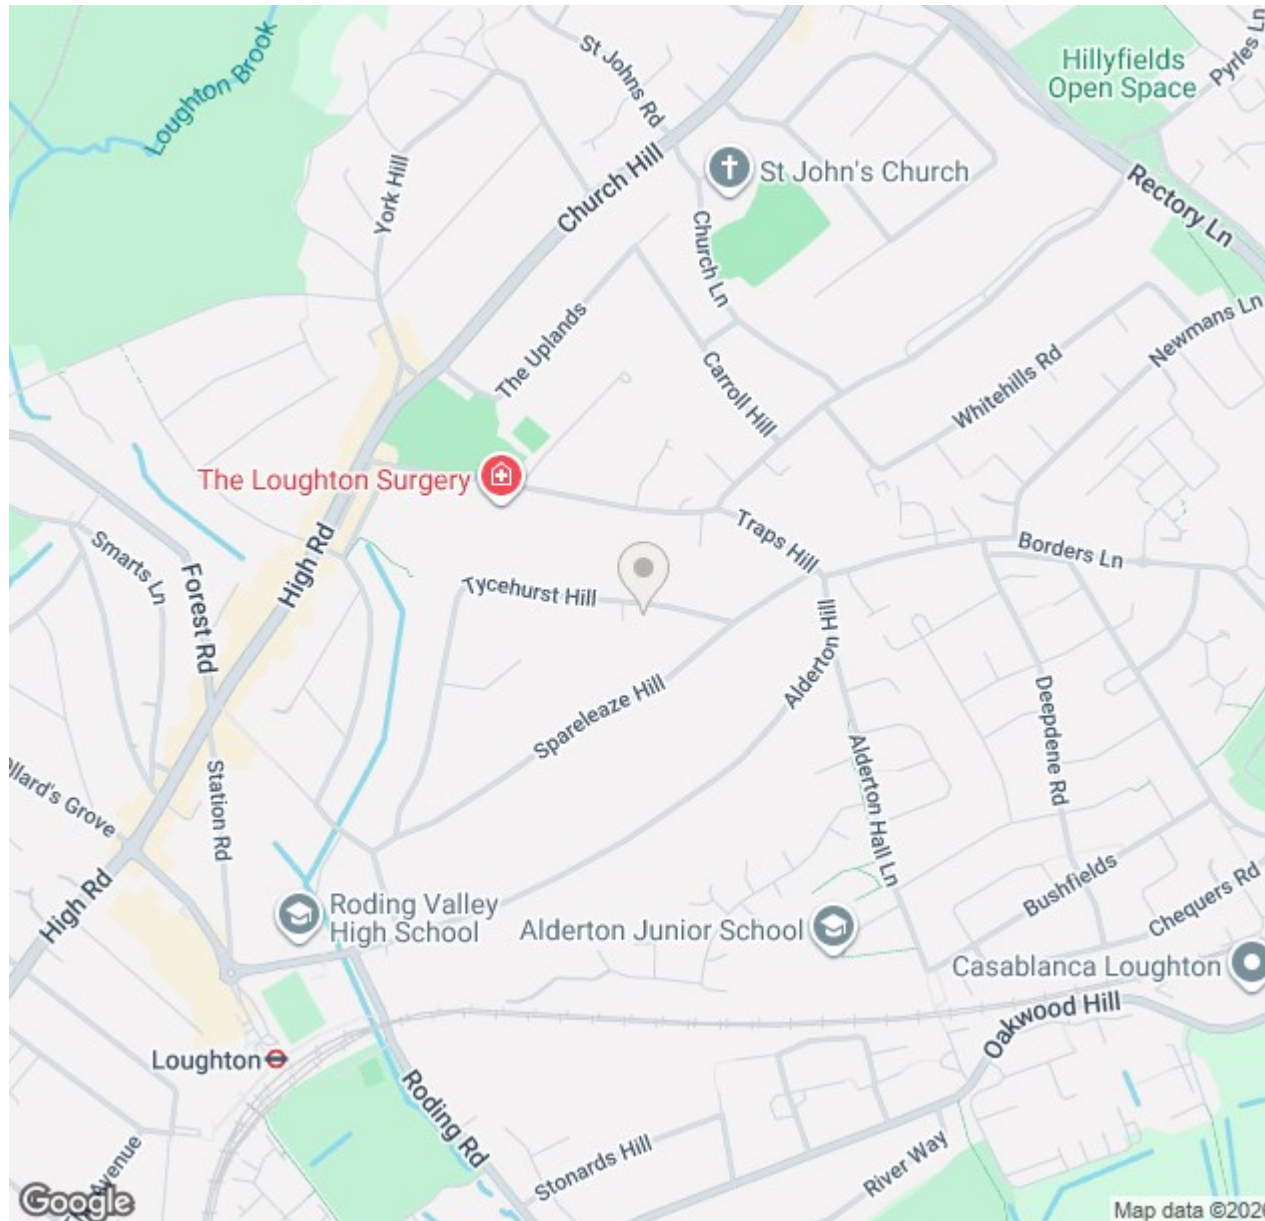 Loughton Brook
St Johns Rd
Hillyfields
Open Space
Pyrles Ln
York Hill
Church Hill
St John's Church
Rectory Ln
Church Ln
The Uplands
Carroll Hill
Whitehills Rd
Newmans Ln
The Loughton Surgery
High Rd
Smarts Ln
Forest Rd
Traps Hill
Borders Ln
Tycehurst Hill
Alderton Hill
Spareleaze Hill
Deepdene Rd
Alderton Hall Ln
ollard's Grove
Station Rd
High Rd
Bushfields
Chequers Rd
Roding Valley
High School
Alderton Junior School
Casablanca Loughton
Oakwood Hill
Loughton
Roding Rd
Stonards Hill
River Way
Avenue
Google
Map data ©2026